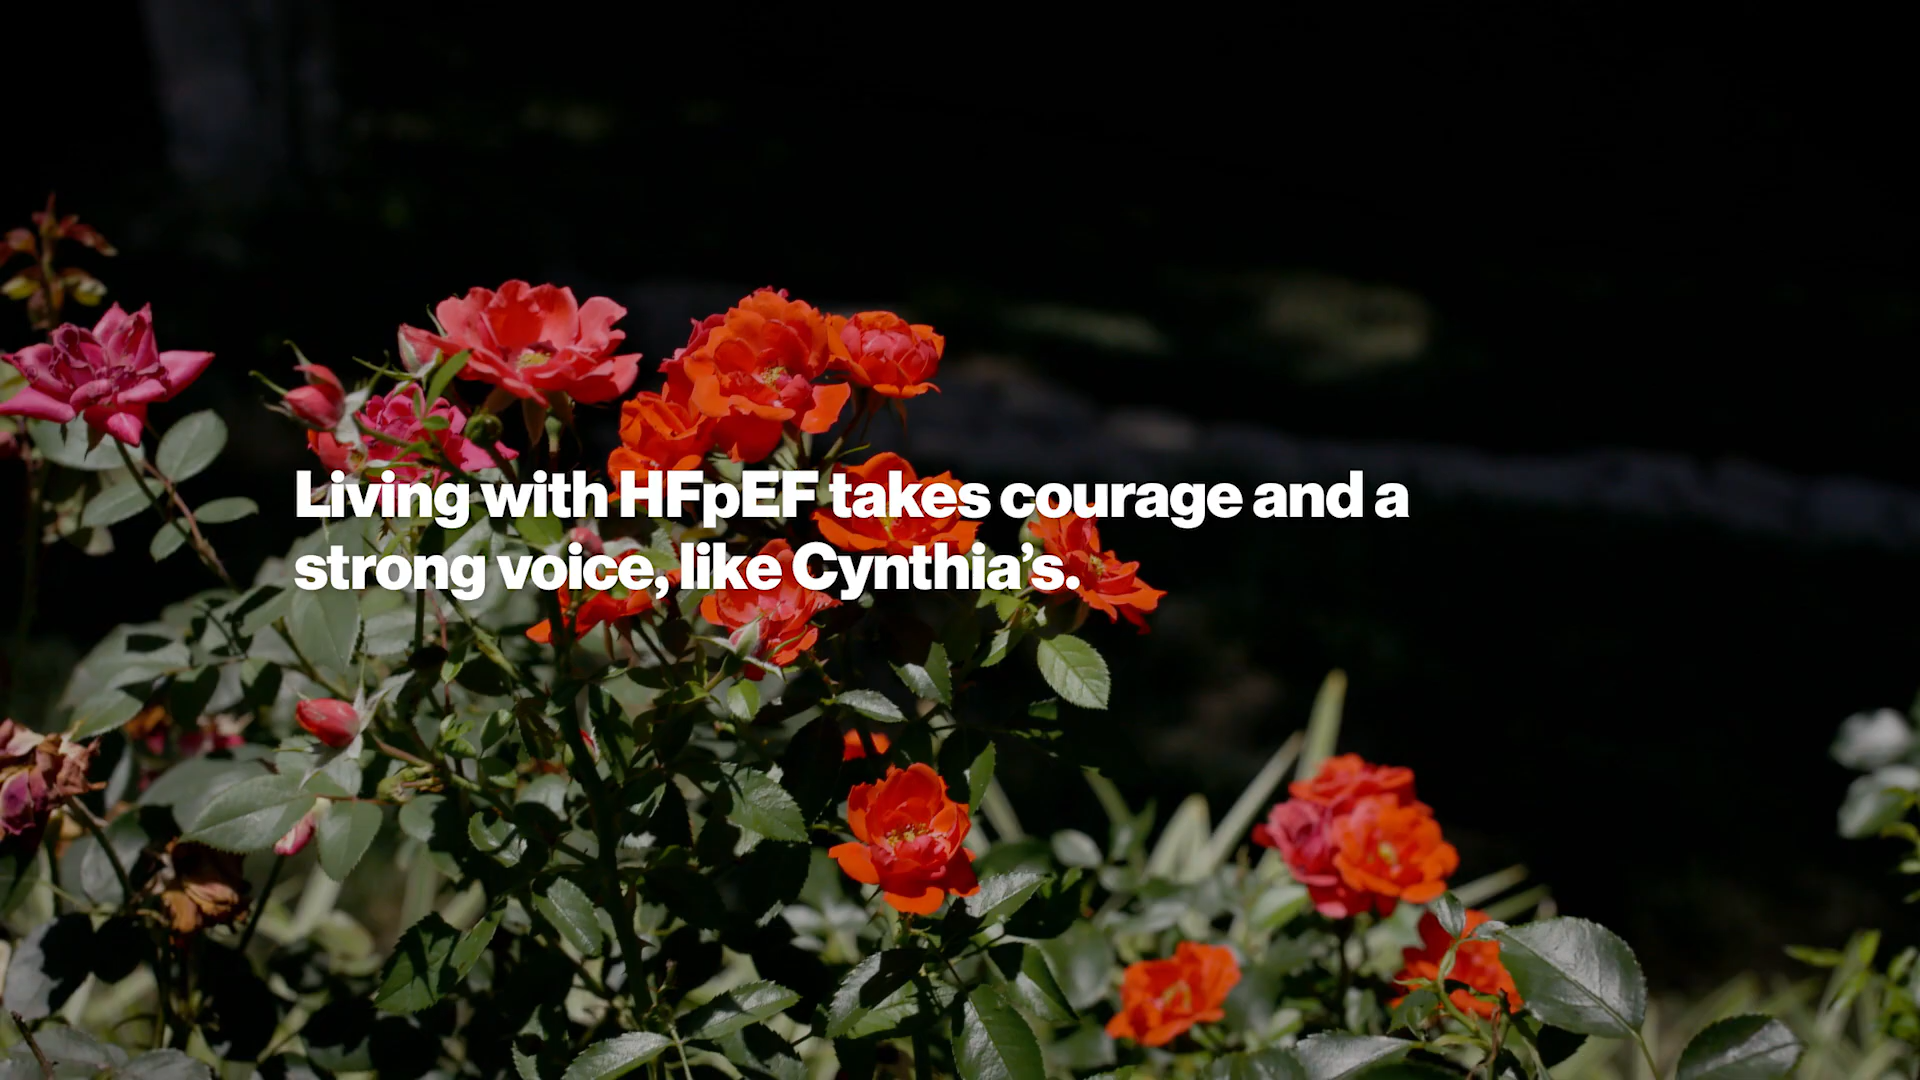 Living with HFpEF takes courage and a
strong voice, like Cynthia’s.